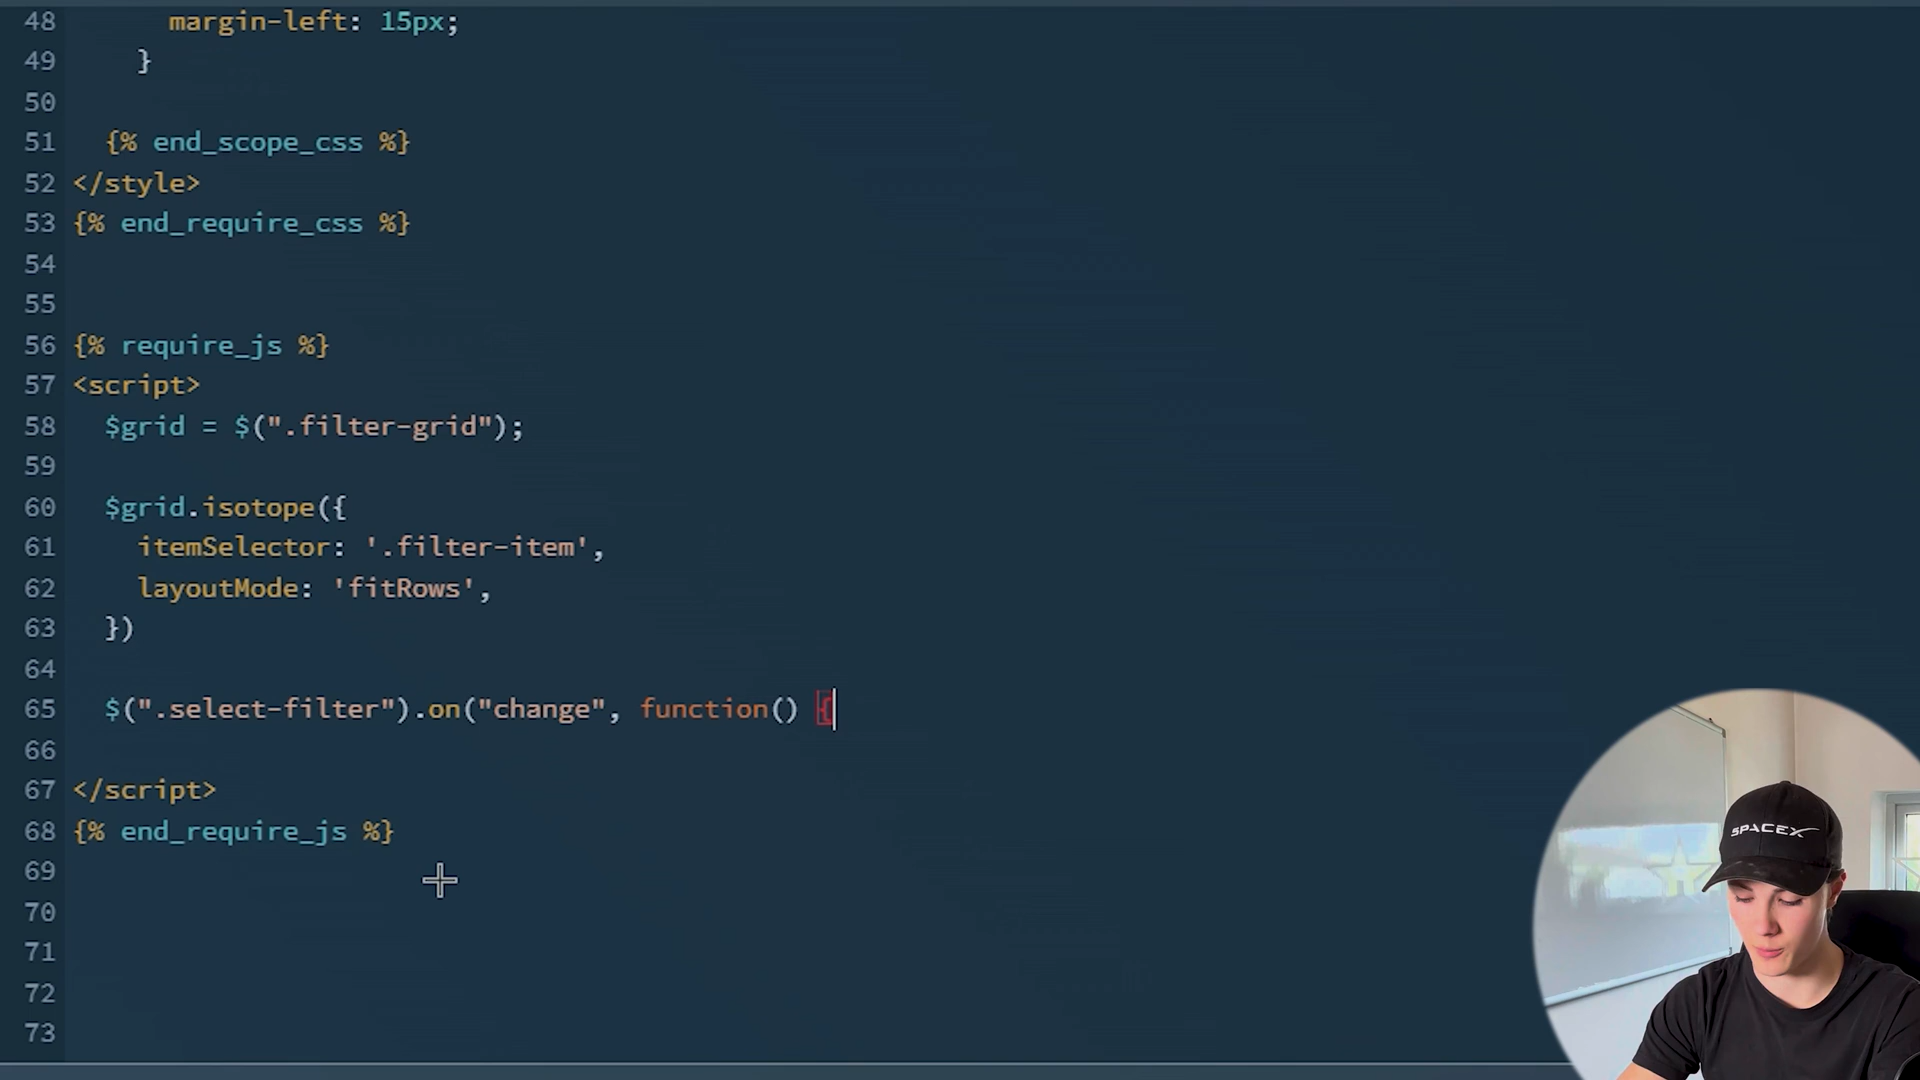 48 margin-left: 15px;
49 }
50
51 {% end_scope_css %}
52 </style>
53 {% end_require_css %}
54
55
56 {% require_js %}
57 <script>
58 $grid = $(".filter-grid");
59
60 $grid.isotope({
61 itemSelector: '.filter-item',
62 layoutMode: 'fitRows',
63 })
64
65 $(".select-filter").on("change", function() {
66
67 </script>
68 {% end_require_js %}
69
70
71
72
73
SPACEX